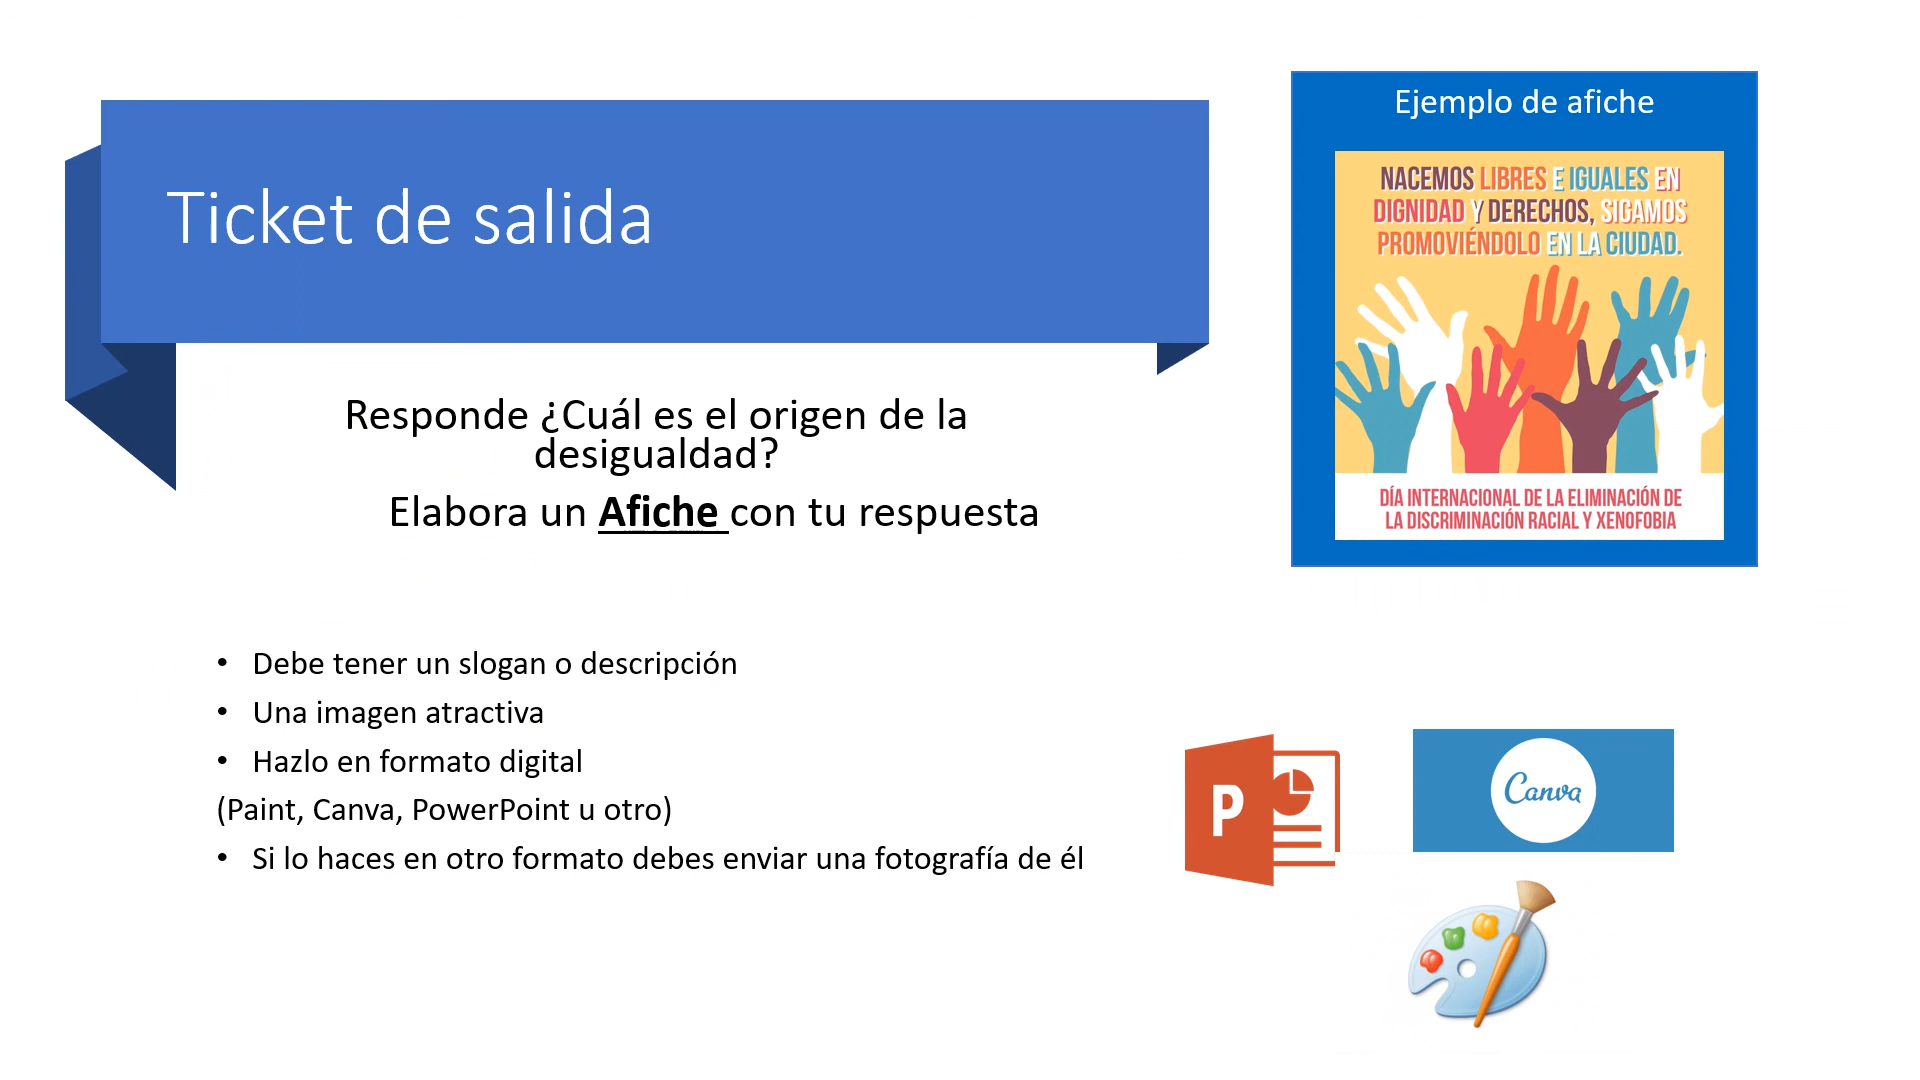 Ticket de salida
Responde ¿Cuál es el origen de la
desigualdad?
Elabora un Afiche con tu respuesta
• Debe tener un slogan o descripción
• Una imagen atractiva
• Hazlo en formato digital
(Paint, Canva, PowerPoint u otro)
• Si lo haces en otro formato debes enviar una fotografía de él
Ejemplo de afiche
NACEMOS LIBRES E IGUALES EN
DIGNIDAD Y DERECHOS, SIGAMOS
PROMOVIÉNDOLO EN LA CIUDAD.
DÍA INTERNACIONAL DE LA ELIMINACIÓN DE
LA DISCRIMINACIÓN RACIAL Y XENOFOBIA
P
Canva